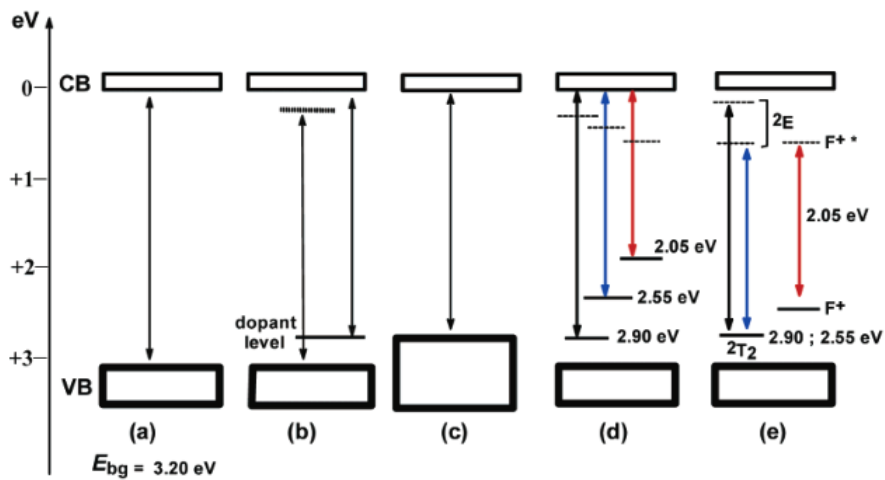 eV
0
CB
+1
+2
+3
VB
dopant
level
2.05 eV
2.55 eV
2.90 eV
²E
F⁺ *
2.05 eV
F⁺
²T₂ 2.90 ; 2.55 eV
(a) (b) (c) (d) (e)
E_bg = 3.20 eV